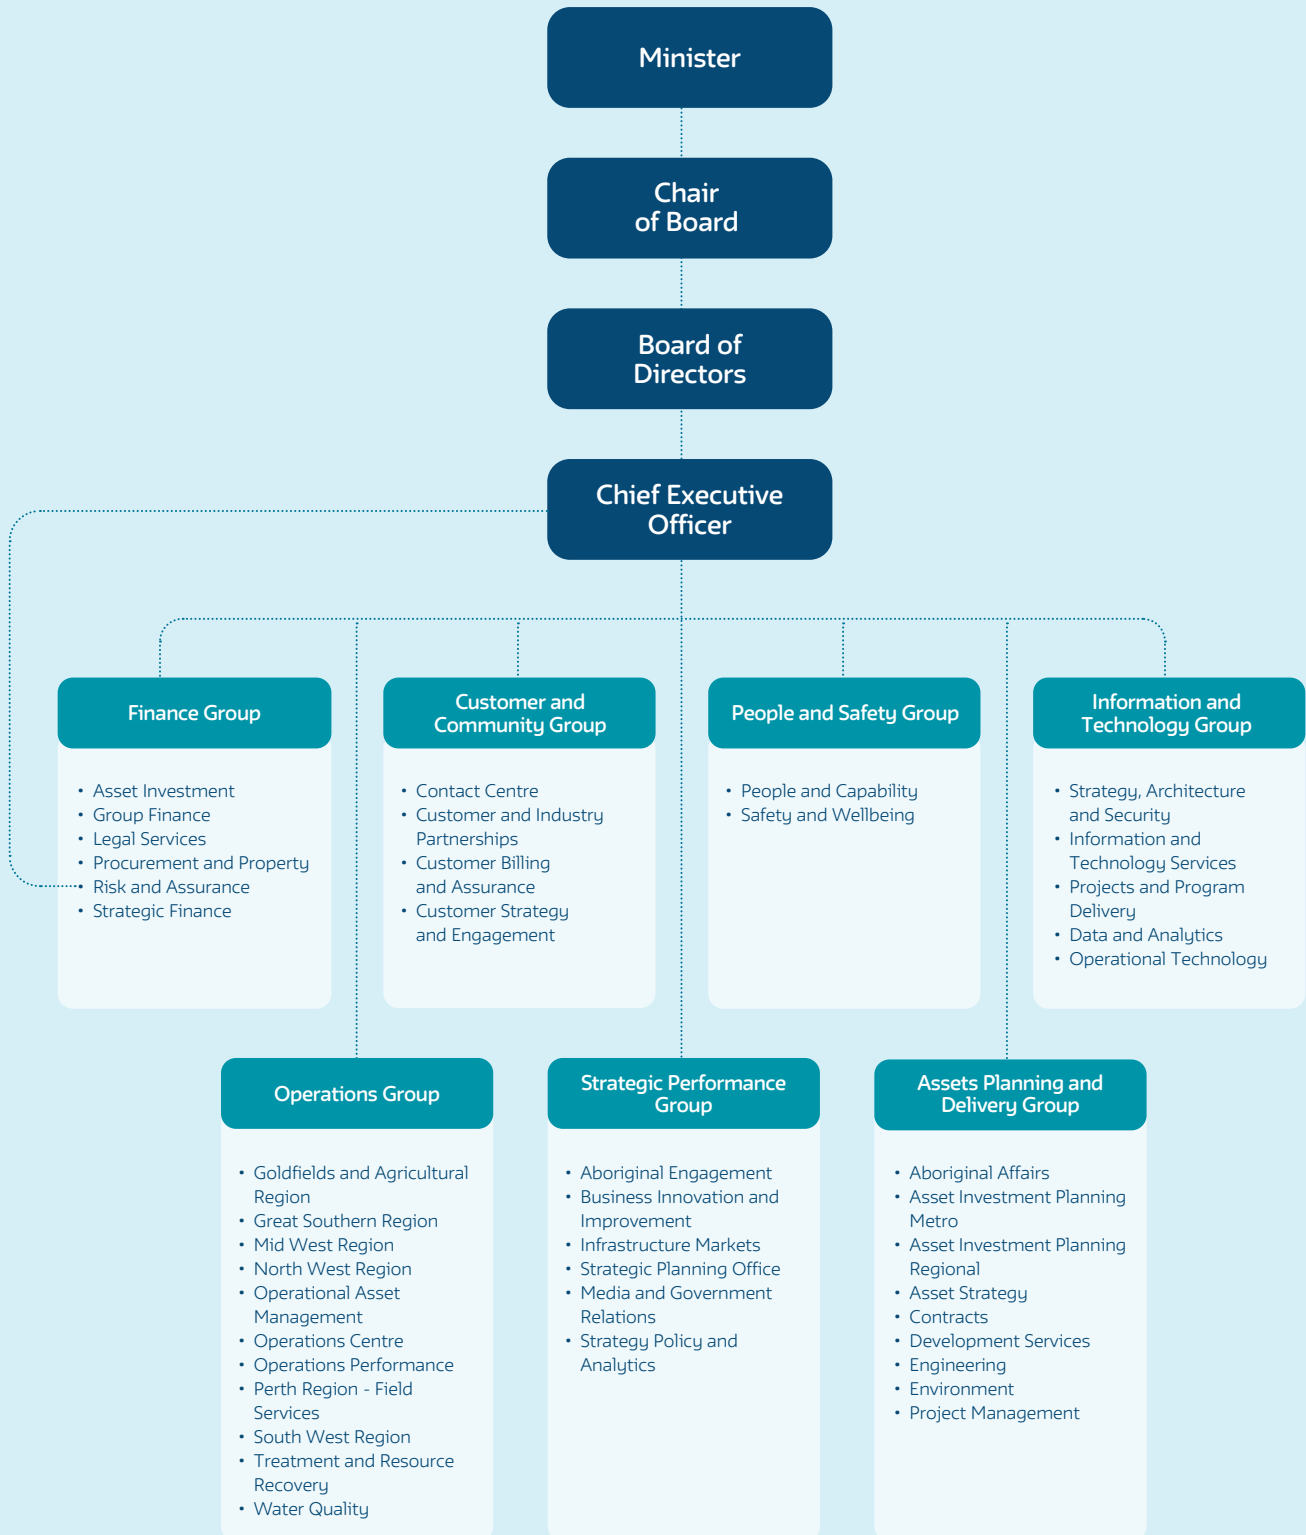 Minister
Chair
of Board
Board of
Directors
Chief Executive
Officer
Finance Group
• Asset Investment
• Group Finance
• Legal Services
• Procurement and Property
• Risk and Assurance
• Strategic Finance
Customer and
Community Group
• Contact Centre
• Customer and Industry
Partnerships
• Customer Billing
and Assurance
• Customer Strategy
and Engagement
People and Safety Group
• People and Capability
• Safety and Wellbeing
Information and
Technology Group
• Strategy, Architecture
and Security
• Information and
Technology Services
• Projects and Program
Delivery
• Data and Analytics
• Operational Technology
Operations Group
• Goldfields and Agricultural
Region
• Great Southern Region
• Mid West Region
• North West Region
• Operational Asset
Management
• Operations Centre
• Operations Performance
• Perth Region - Field
Services
• South West Region
• Treatment and Resource
Recovery
• Water Quality
Strategic Performance
Group
• Aboriginal Engagement
• Business Innovation and
Improvement
• Infrastructure Markets
• Strategic Planning Office
• Media and Government
Relations
• Strategy Policy and
Analytics
Assets Planning and
Delivery Group
• Aboriginal Affairs
• Asset Investment Planning
Metro
• Asset Investment Planning
Regional
• Asset Strategy
• Contracts
• Development Services
• Engineering
• Environment
• Project Management